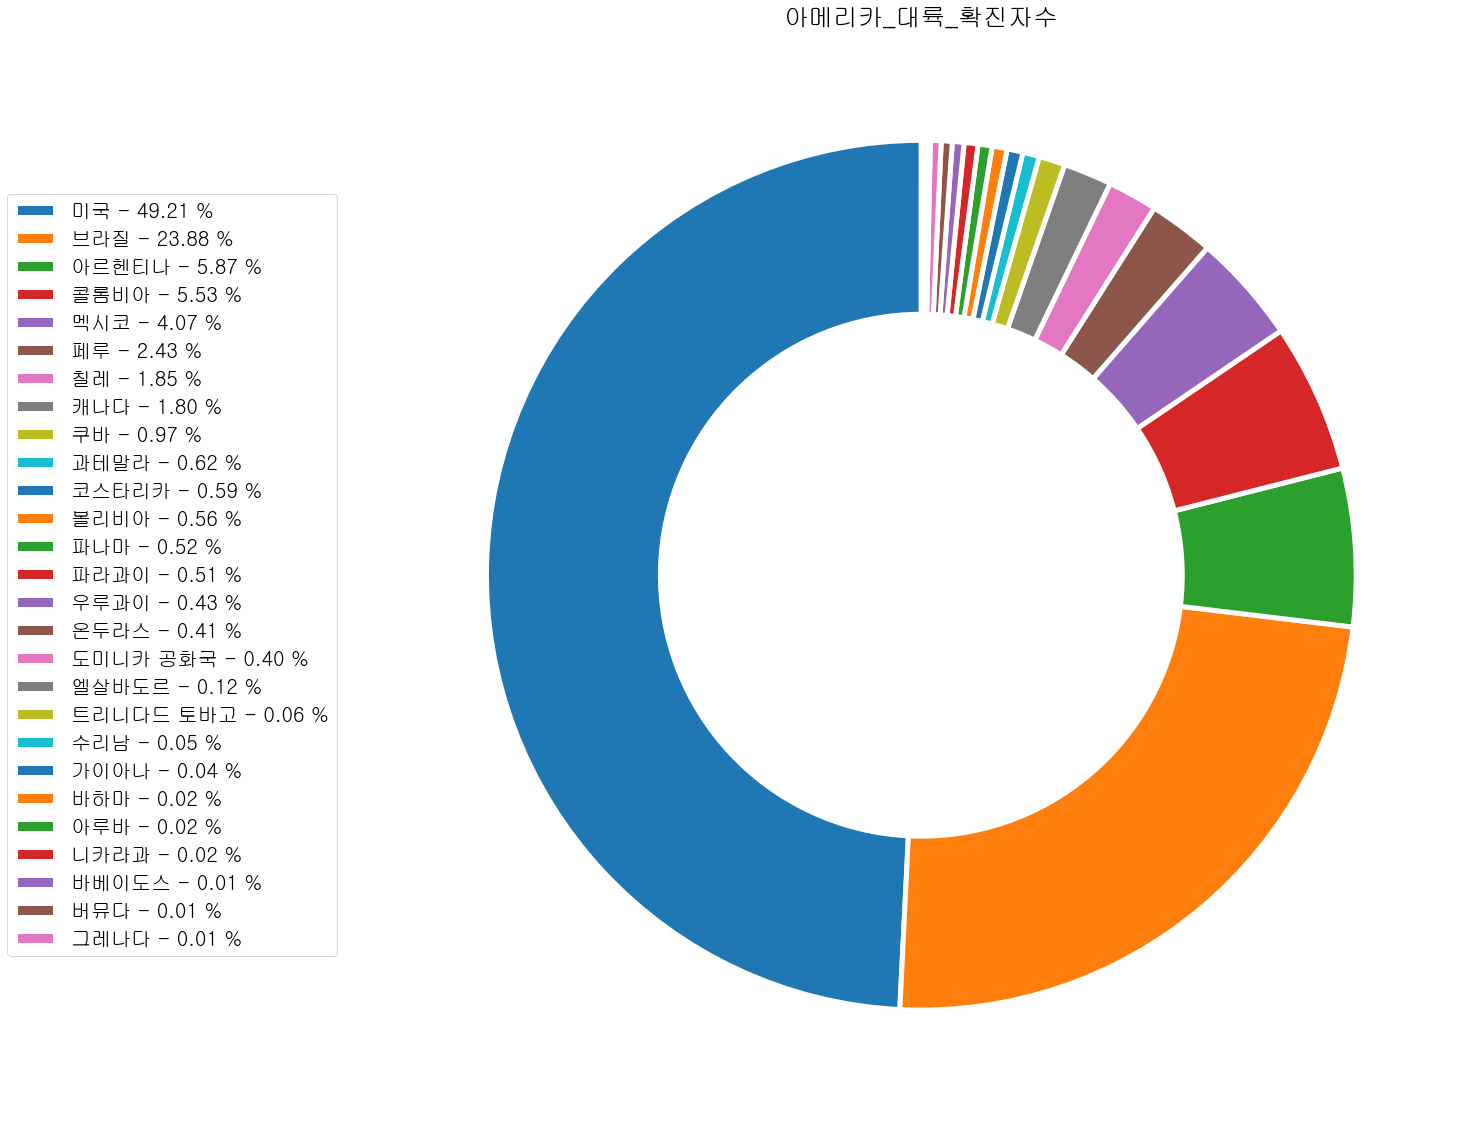 아메리카_대륙_확진자수
미국 - 49.21 %
브라질 - 23.88 %
아르헨티나 - 5.87 %
콜롬비아 - 5.53 %
멕시코 - 4.07 %
페루 - 2.43 %
칠레 - 1.85 %
캐나다 - 1.80 %
쿠바 - 0.97 %
과테말라 - 0.62 %
코스타리카 - 0.59 %
볼리비아 - 0.56 %
파나마 - 0.52 %
파라과이 - 0.51 %
우루과이 - 0.43 %
온두라스 - 0.41 %
도미니카 공화국 - 0.40 %
엘살바도르 - 0.12 %
트리니다드 토바고 - 0.06 %
수리남 - 0.05 %
가이아나 - 0.04 %
바하마 - 0.02 %
아루바 - 0.02 %
니카라과 - 0.02 %
바베이도스 - 0.01 %
버뮤다 - 0.01 %
그레나다 - 0.01 %